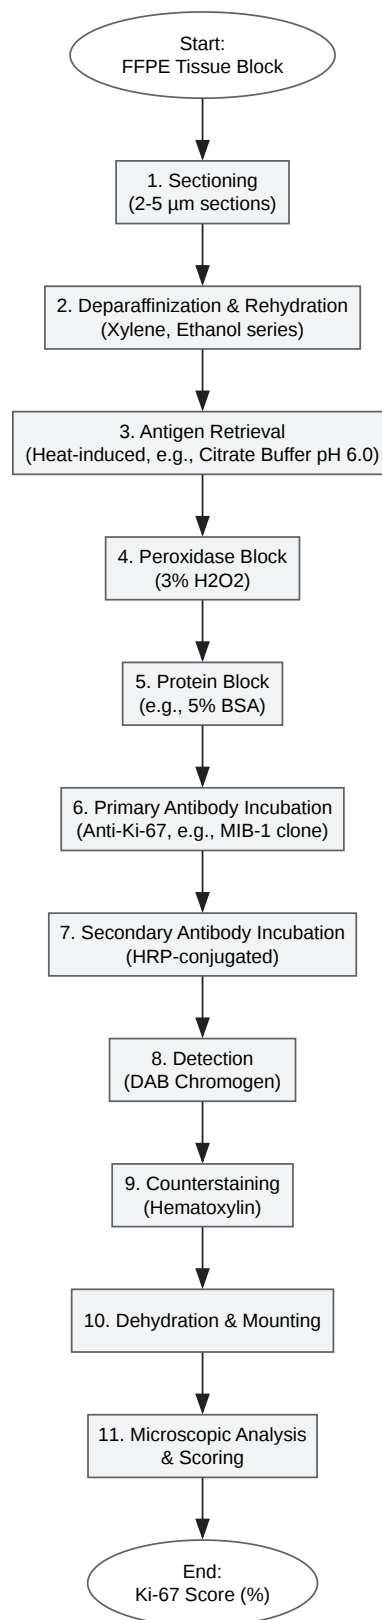 Start:
FFPE Tissue Block
1. Sectioning
(2-5 µm sections)
2. Deparaffinization & Rehydration
(Xylene, Ethanol series)
3. Antigen Retrieval
(Heat-induced, e.g., Citrate Buffer pH 6.0)
4. Peroxidase Block
(3% H2O2)
5. Protein Block
(e.g., 5% BSA)
6. Primary Antibody Incubation
(Anti-Ki-67, e.g., MIB-1 clone)
7. Secondary Antibody Incubation
(HRP-conjugated)
8. Detection
(DAB Chromogen)
9. Counterstaining
(Hematoxylin)
10. Dehydration & Mounting
11. Microscopic Analysis
& Scoring
End:
Ki-67 Score (%)